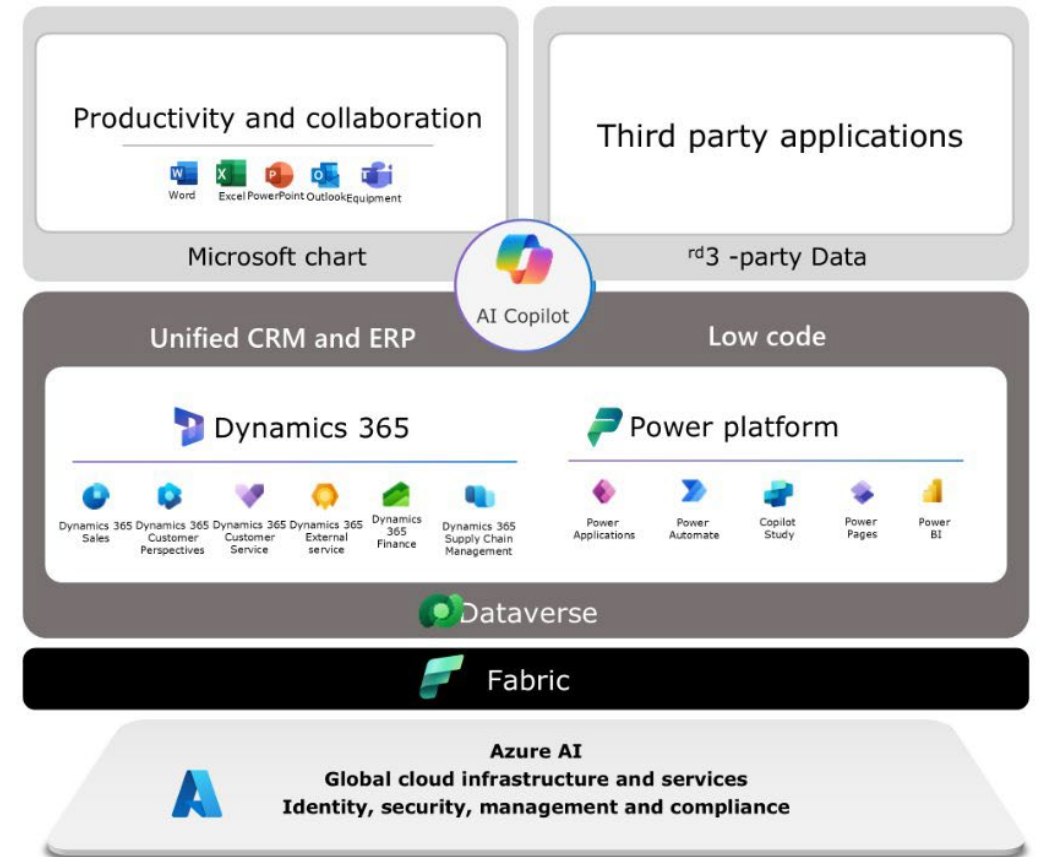 Productivity and collaboration
W X P O T
Word Excel PowerPoint Outlook Equipment
Microsoft chart
Third party applications
rd3 -party Data
AI Copilot
Unified CRM and ERP
Low code
Dynamics 365
Dynamics 365
Sales
Dynamics 365
Customer
Perspectives
Dynamics 365
Customer
Service
Dynamics 365
External
service
Dynamics
365
Finance
Dynamics 365
Supply Chain
Management
Power platform
Power
Applications
Power
Automate
Copilot
Study
Power
Pages
Power
BI
Dataverse
Fabric
Azure AI
Global cloud infrastructure and services
Identity, security, management and compliance